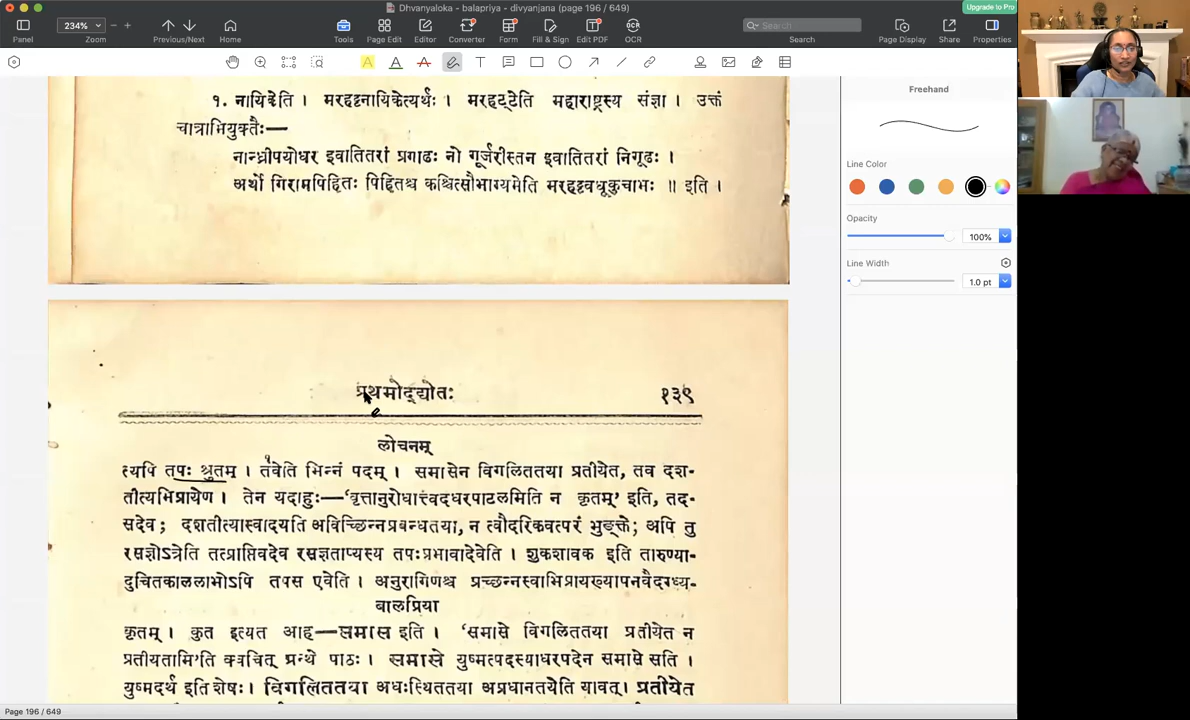 Dhvanyaloka - balapriya - divyanjana (page 196 / 649)
Upgrade to Pro
234%
Panel Zoom Previous/Next Home Tools Page Edit Editor Converter Form Fill & Sign Edit PDF OCR Search Search Page Display Share Properties
Freehand
Line Color
Opacity
100%
Line Width
1.0 pt
१. नायिकेति । मरहट्टनायिकेत्यर्थः । मरहट्टेति महाराष्ट्रस्य संज्ञा । उक्तं
चात्राभियुक्तैः—
नान्ध्रीपयोधर इवातितरां प्रगाढः नो गूर्जरीस्तन इवातितरां निगूढः ।
अर्थो गिरामपिहितः पिहितश्च कश्चित्सौभाग्यमेति मरहट्टवधूकुचाभः ॥ इति ।
प्रथमोद्द्योतः १३९
लोचनम्
त्यपि तपः श्रुतम् । तवेति भिन्नं पदम् । समासेन विगलिततया प्रतीयेत, तव दश-
तीत्यभिप्रायेण । तेन यदाहुः—'वृत्तानुरोधात्त्वदधरपाटलमिति न कृतम्' इति, तद-
सदेव; दशतीत्यास्वादयति अविच्छिन्नप्रबन्धतया, न त्वौदरिकवत्परं भुङ्क्ते; अपि तु
रसज्ञोऽत्रेति तत्प्राप्तिवदेव रसज्ञताप्यस्य तपःप्रभावादेवेति । शुकशावक इति तारुण्या-
दुचितकाललाभोऽपि तपस एवेति । अनुरागिणश्च प्रच्छन्नस्वाभिप्रायख्यापनवैदग्ध्य-
बालप्रिया
कृतम् । कुत इत्यत आह—समास इति । 'समासे विगलिततया प्रतीयेत न
प्रतीयतामि'ति क्वचित् ग्रन्थे पाठः । समासे युष्मत्पदस्याधरपदेन समासे सति ।
युष्मदर्थ इति शेषः । विगलिततया अधःस्थिततया अप्रधानतयेति यावत् । प्रतीयेत
Page 196 / 649